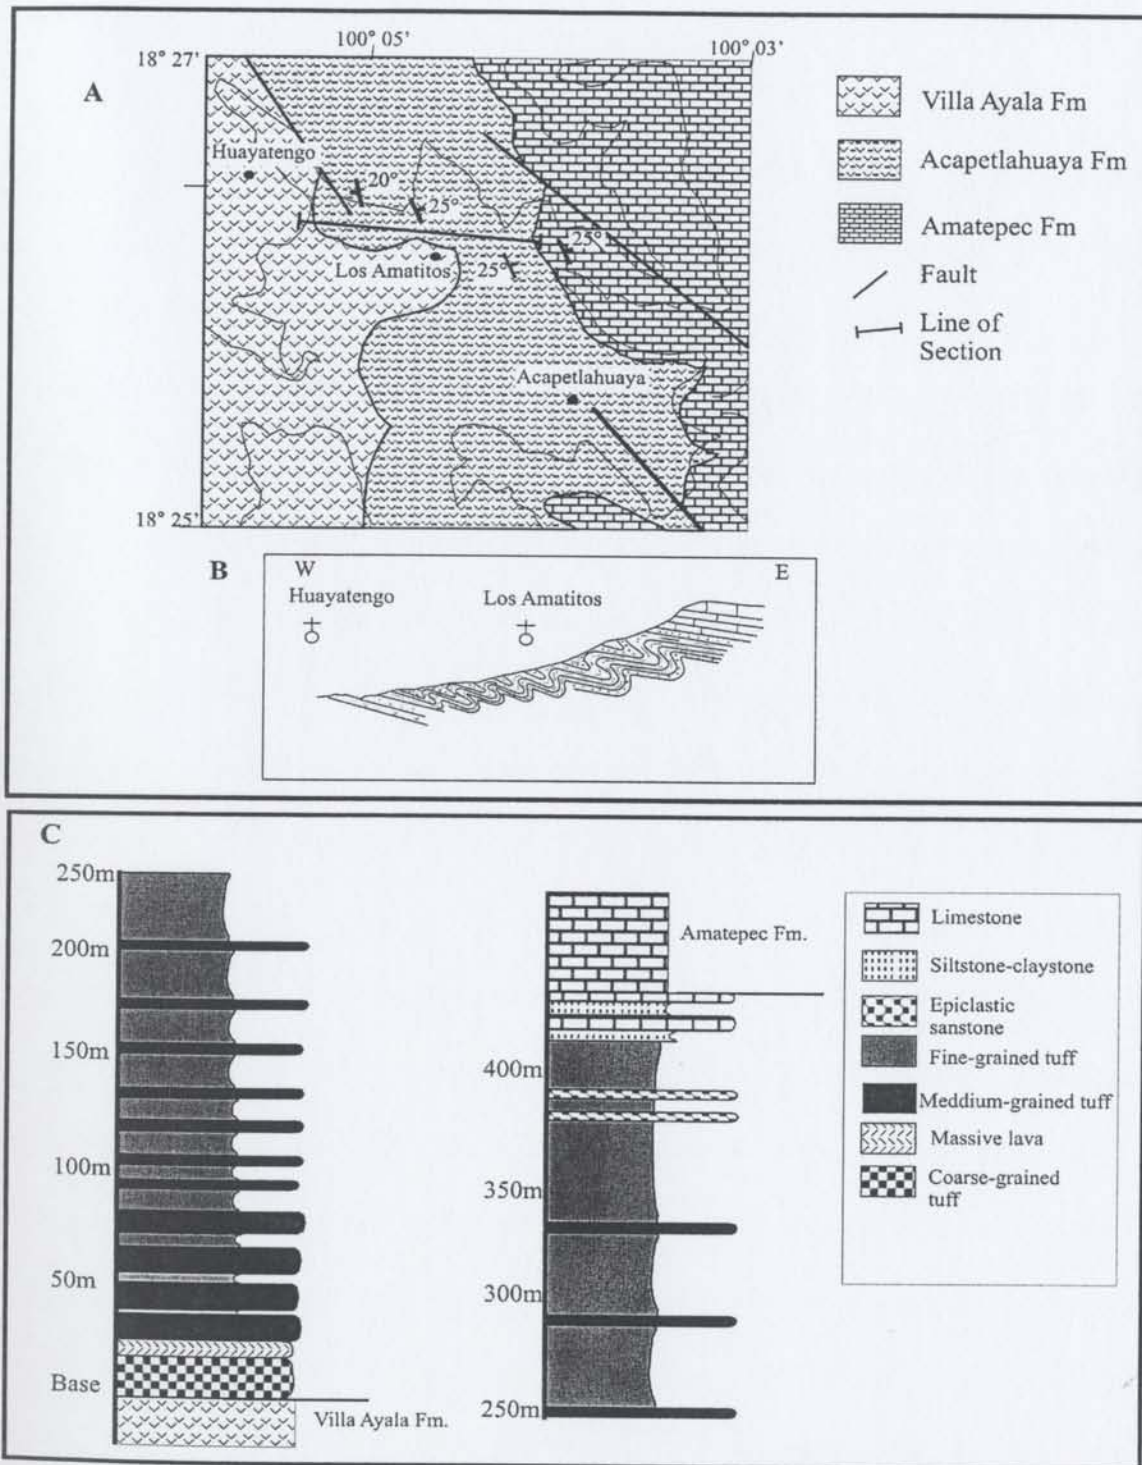 A
100° 05'
100° 03'
18° 27'
18° 25'
Huayatengo
20°
25°
25°
25°
Los Amatitos
Acapetlahuaya
Villa Ayala Fm
Acapetlahuaya Fm
Amatepec Fm
Fault
Line of
Section
B
W
E
Huayatengo
Los Amatitos
C
250m
200m
150m
100m
50m
Base
Villa Ayala Fm.
Amatepec Fm.
400m
350m
300m
250m
Limestone
Siltstone-claystone
Epiclastic
sanstone
Fine-grained tuff
Meddium-grained tuff
Massive lava
Coarse-grained
tuff